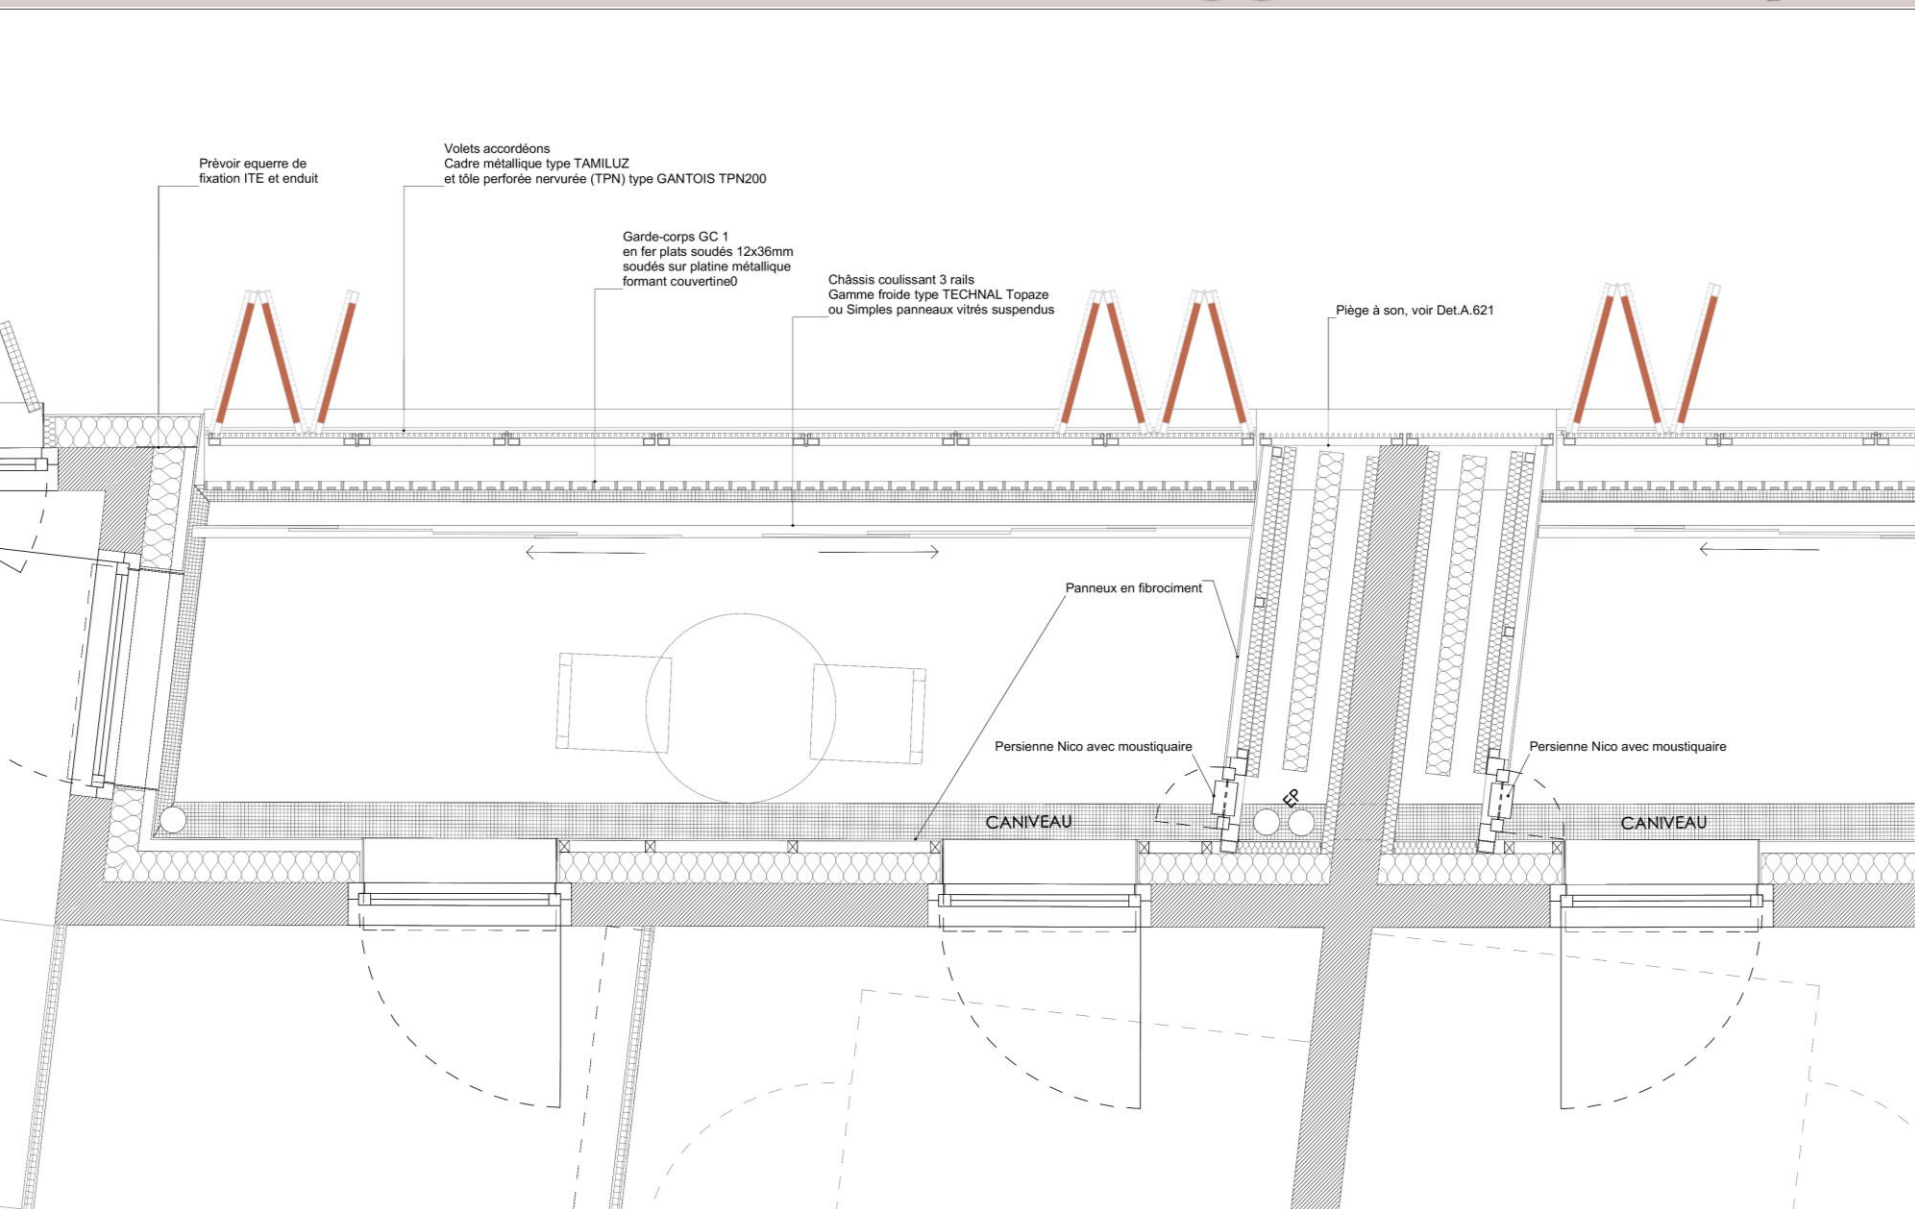 Prèvoir equerre de
fixation ITE et enduit
Volets accordéons
Cadre métallique type TAMILUZ
et tôle perforée nervurée (TPN) type GANTOIS TPN200
Garde-corps GC 1
en fer plats soudés 12x36mm
soudés sur platine métallique
formant couvertine0
Châssis coulissant 3 rails
Gamme froide type TECHNAL Topaze
ou Simples panneaux vitrés suspendus
Piège à son, voir Det.A.621
Panneux en fibrociment
Persienne Nico avec moustiquaire
Persienne Nico avec moustiquaire
EP
CANIVEAU
CANIVEAU